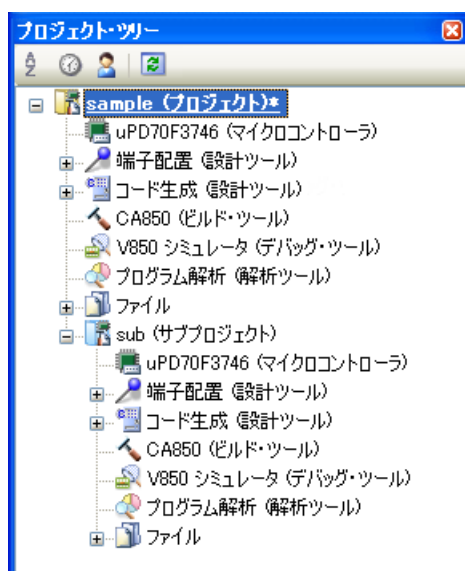 プロジェクト・ツリー
sample (プロジェクト)*
uPD70F3746 (マイクロコントローラ)
端子配置 (設計ツール)
コード生成 (設計ツール)
CA850 (ビルド・ツール)
V850 シミュレータ (デバッグ・ツール)
プログラム解析 (解析ツール)
ファイル
sub (サブプロジェクト)
uPD70F3746 (マイクロコントローラ)
端子配置 (設計ツール)
コード生成 (設計ツール)
CA850 (ビルド・ツール)
V850 シミュレータ (デバッグ・ツール)
プログラム解析 (解析ツール)
ファイル